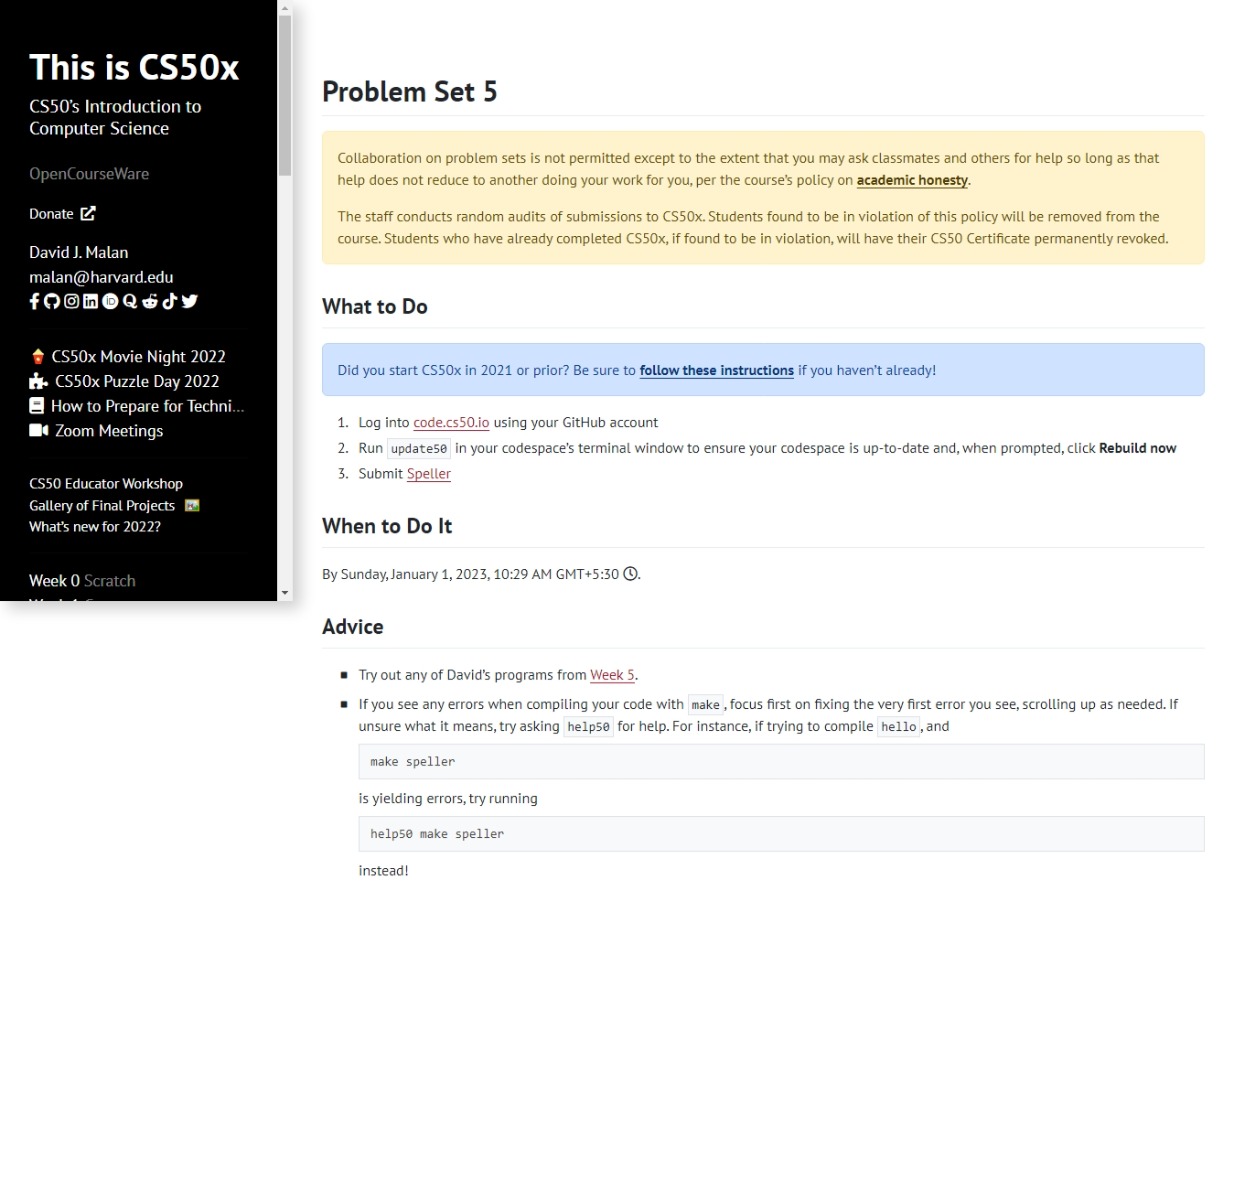 This is CS50x
CS50's Introduction to
Computer Science
OpenCourseWare
Donate
David J. Malan
malan@harvard.edu
CS50x Movie Night 2022
CS50x Puzzle Day 2022
How to Prepare for Techni...
Zoom Meetings
CS50 Educator Workshop
Gallery of Final Projects
What's new for 2022?
Week 0 Scratch
Problem Set 5
Collaboration on problem sets is not permitted except to the extent that you may ask classmates and others for help so long as that
help does not reduce to another doing your work for you, per the course's policy on academic honesty.
The staff conducts random audits of submissions to CS50x. Students found to be in violation of this policy will be removed from the
course. Students who have already completed CS50x, if found to be in violation, will have their CS50 Certificate permanently revoked.
What to Do
Did you start CS50x in 2021 or prior? Be sure to follow these instructions if you haven't already!
1. Log into code.cs50.io using your GitHub account
2. Run update50 in your codespace's terminal window to ensure your codespace is up-to-date and, when prompted, click Rebuild now
3. Submit Speller
When to Do It
By Sunday, January 1, 2023, 10:29 AM GMT+5:30.
Advice
Try out any of David's programs from Week 5.
If you see any errors when compiling your code with make, focus first on fixing the very first error you see, scrolling up as needed. If
unsure what it means, try asking help50 for help. For instance, if trying to compile hello, and
make speller
is yielding errors, try running
help50 make speller
instead!